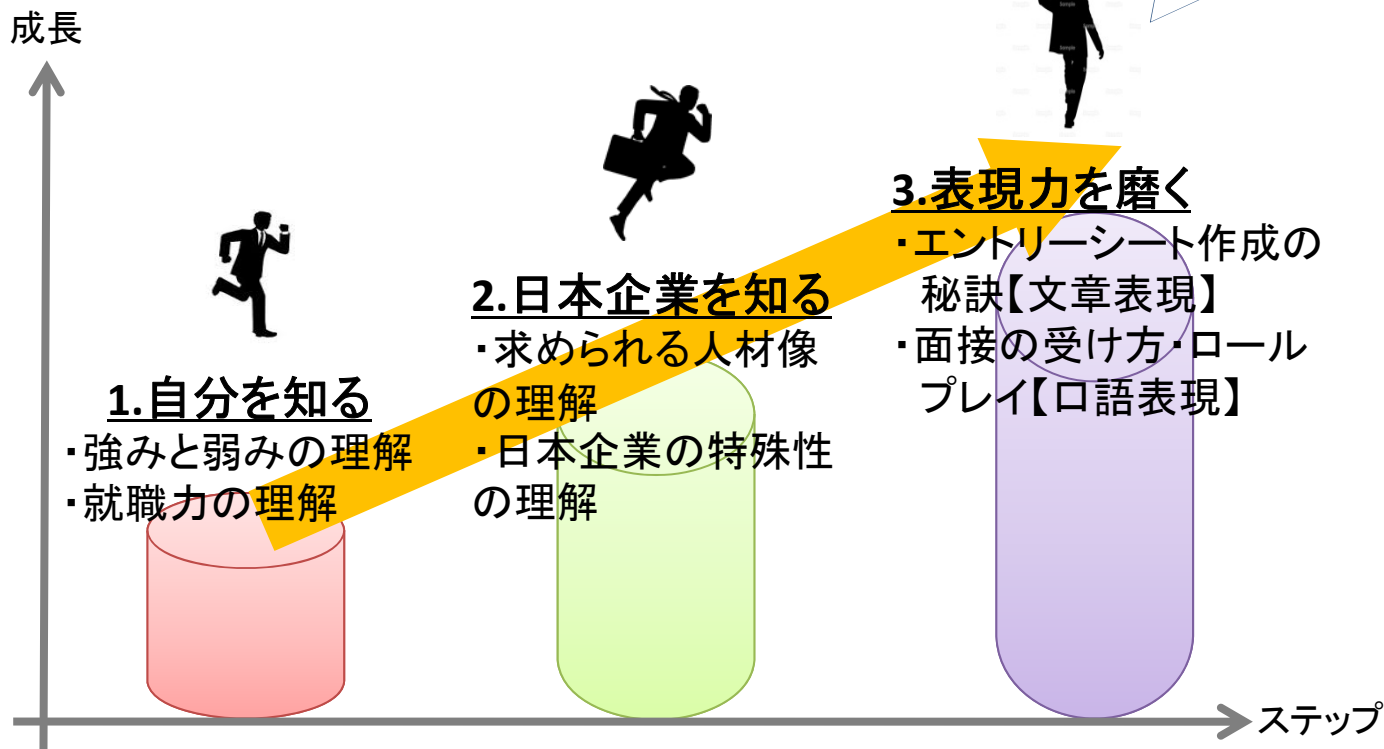 成長
1.自分を知る
・強みと弱みの理解
・就職力の理解
2.日本企業を知る
・求められる人材像
の理解
・日本企業の特殊性
の理解
3.表現力を磨く
・エントリーシート作成の
秘訣【文章表現】
・面接の受け方・ロール
プレイ【口語表現】
ステップ